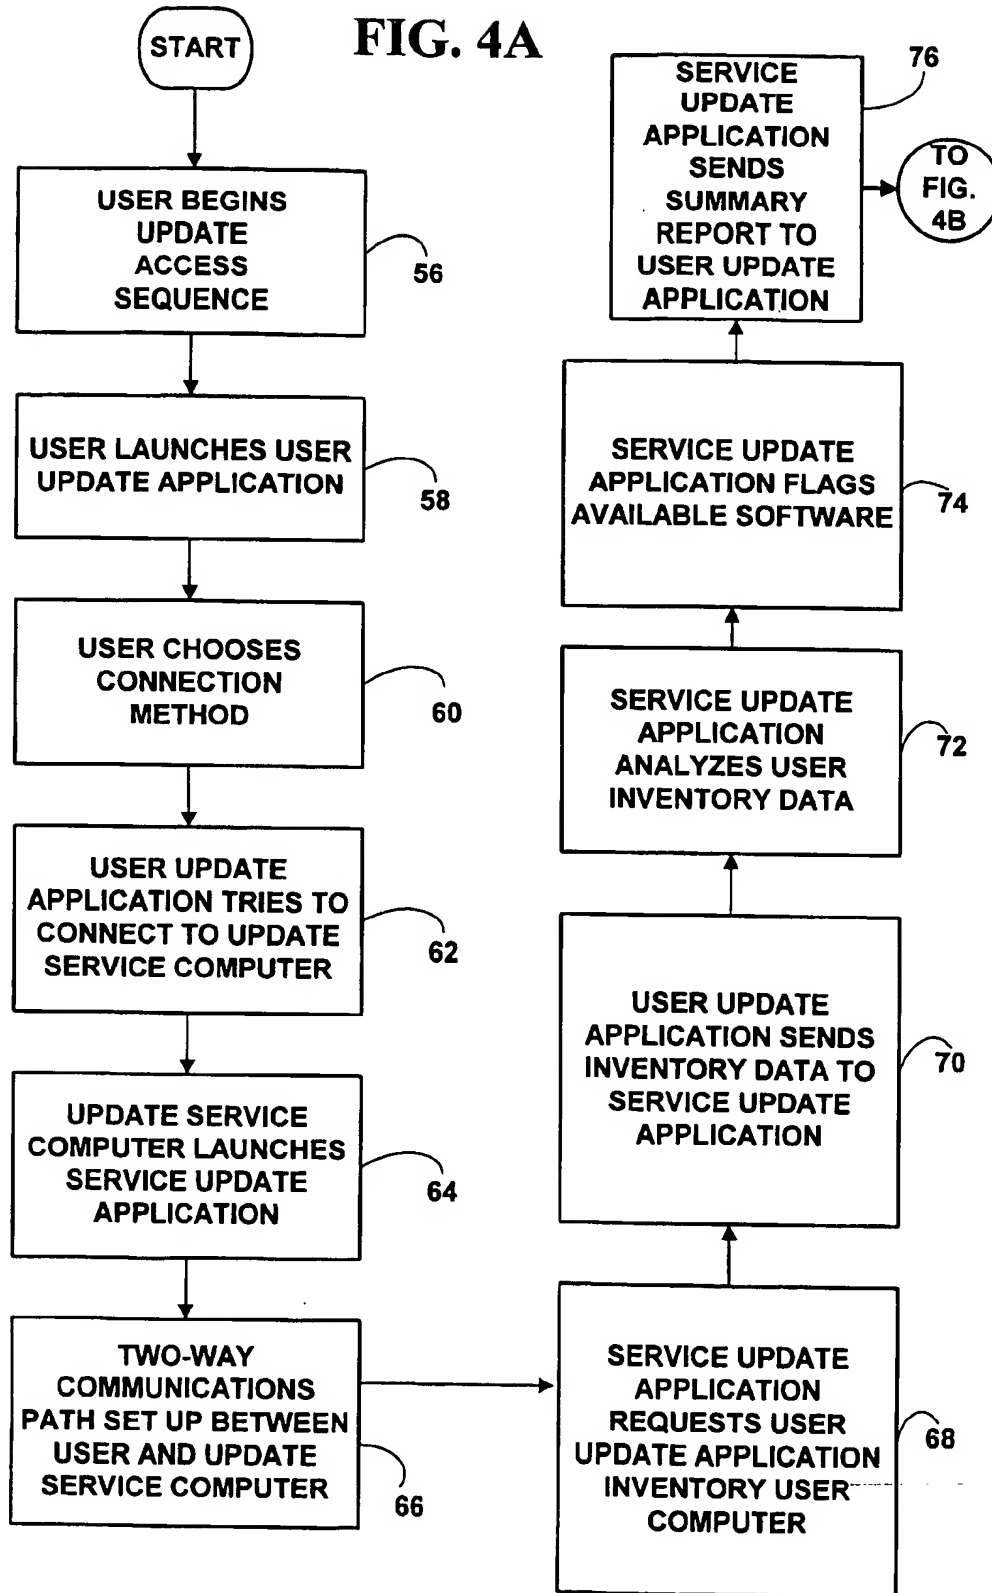 FIG. 4A
START
USER BEGINS
UPDATE
ACCESS
SEQUENCE
56
USER LAUNCHES USER
UPDATE APPLICATION
58
USER CHOOSES
CONNECTION
METHOD
60
USER UPDATE
APPLICATION TRIES TO
CONNECT TO UPDATE
SERVICE COMPUTER
62
UPDATE SERVICE
COMPUTER LAUNCHES
SERVICE UPDATE
APPLICATION
64
TWO-WAY
COMMUNICATIONS
PATH SET UP BETWEEN
USER AND UPDATE
SERVICE COMPUTER
66
SERVICE UPDATE
APPLICATION
REQUESTS USER
UPDATE APPLICATION
INVENTORY USER
COMPUTER
68
USER UPDATE
APPLICATION SENDS
INVENTORY DATA TO
SERVICE UPDATE
APPLICATION
70
SERVICE UPDATE
APPLICATION
ANALYZES USER
INVENTORY DATA
72
SERVICE UPDATE
APPLICATION FLAGS
AVAILABLE SOFTWARE
74
SERVICE
UPDATE
APPLICATION
SENDS
SUMMARY
REPORT TO
USER UPDATE
APPLICATION
76
TO
FIG.
4B